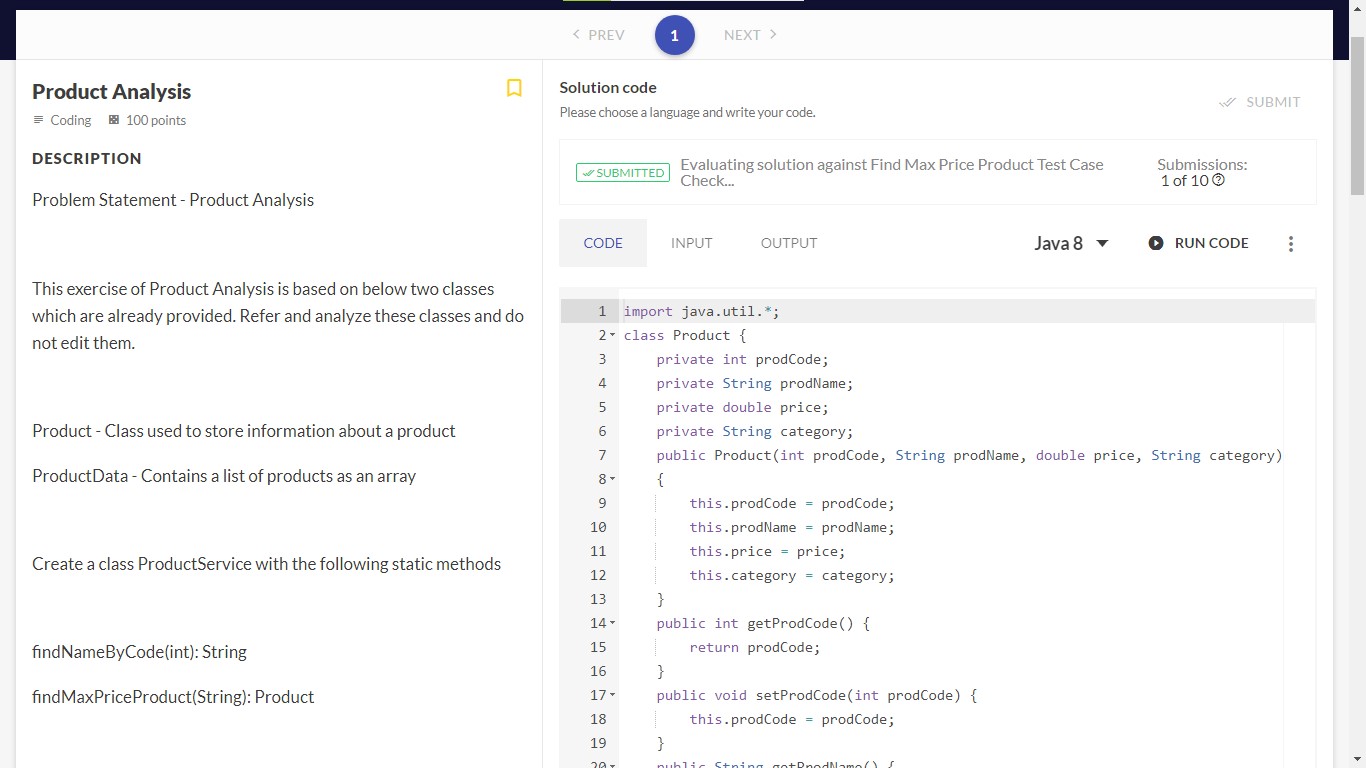 PREV 1 NEXT
Product Analysis
Coding 100 points
DESCRIPTION
Problem Statement - Product Analysis
This exercise of Product Analysis is based on below two classes
which are already provided. Refer and analyze these classes and do
not edit them.
Product - Class used to store information about a product
ProductData - Contains a list of products as an array
Create a class ProductService with the following static methods
findNameByCode(int): String
findMaxPriceProduct(String): Product
Solution code
Please choose a language and write your code.
SUBMIT
SUBMITTED
Evaluating solution against Find Max Price Product Test Case
Check...
Submissions:
1 of 10
CODE INPUT OUTPUT Java 8 RUN CODE
1 import java.util.*;
2 class Product {
3 private int prodCode;
4 private String prodName;
5 private double price;
6 private String category;
7 public Product(int prodCode, String prodName, double price, String category)
8 {
9 this.prodCode = prodCode;
10 this.prodName = prodName;
11 this.price = price;
12 this.category = category;
13 }
14 public int getProdCode() {
15 return prodCode;
16 }
17 public void setProdCode(int prodCode) {
18 this.prodCode = prodCode;
19 }
20 public String getProdName() {